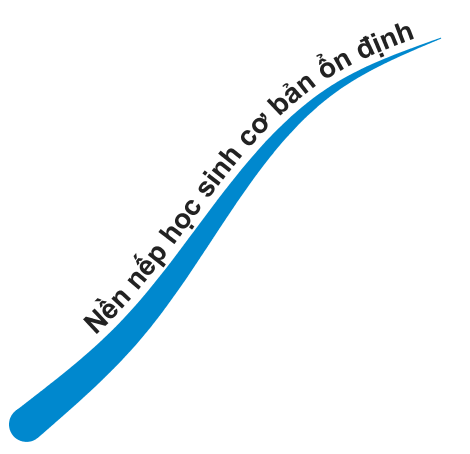 Nền nếp học sinh cơ bản ổn định